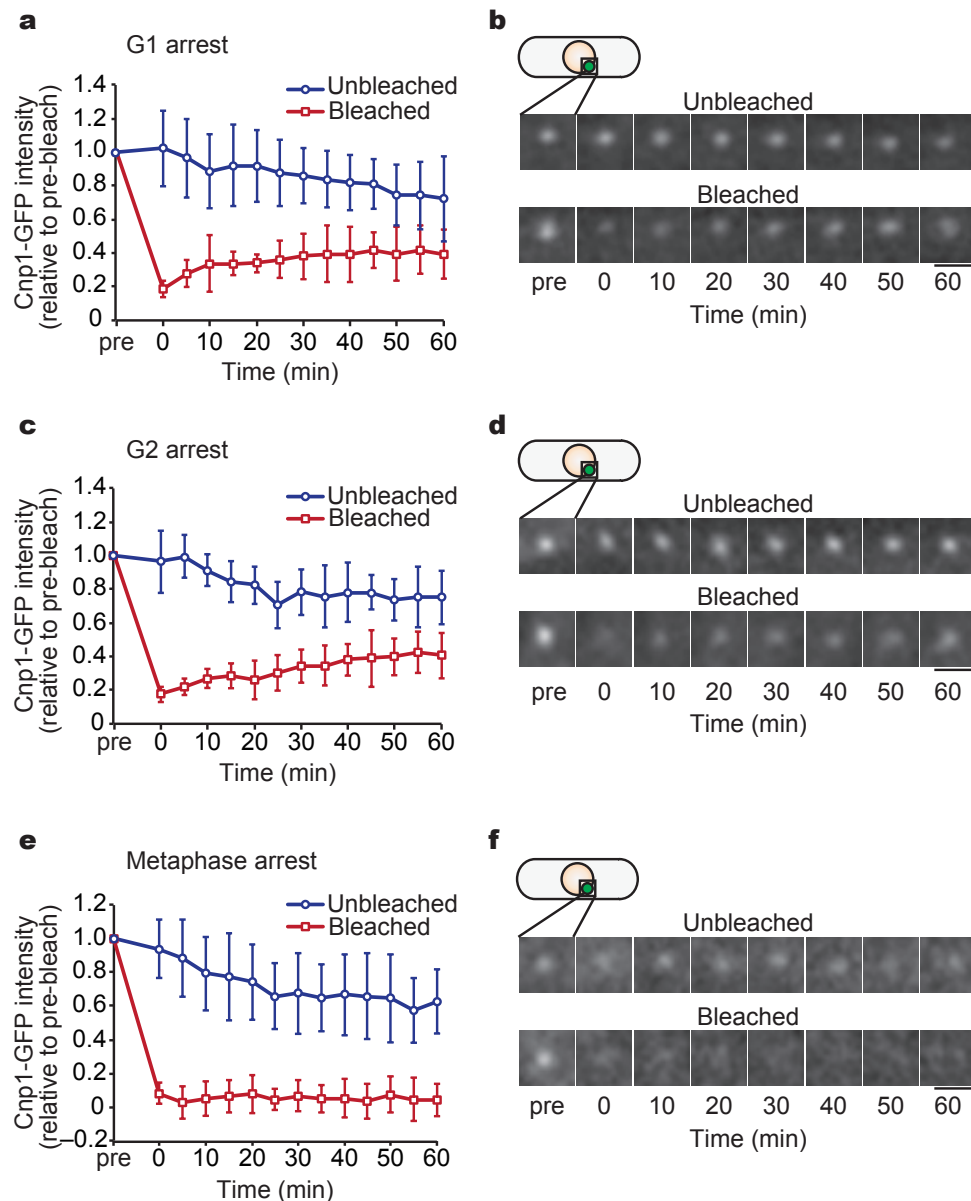 a
G1 arrest
Unbleached
Bleached
Cnp1-GFP intensity
(relative to pre-bleach)
1.4
1.2
1.0
0.8
0.6
0.4
0.2
0
pre 0 10 20 30 40 50 60
Time (min)
b
Unbleached
Bleached
pre 0 10 20 30 40 50 60
Time (min)
c
G2 arrest
Unbleached
Bleached
Cnp1-GFP intensity
(relative to pre-bleach)
1.4
1.2
1.0
0.8
0.6
0.4
0.2
0
pre 0 10 20 30 40 50 60
Time (min)
d
Unbleached
Bleached
pre 0 10 20 30 40 50 60
Time (min)
e
Metaphase arrest
Unbleached
Bleached
Cnp1-GFP intensity
(relative to pre-bleach)
1.2
1.0
0.8
0.6
0.4
0.2
0
–0.2
pre 0 10 20 30 40 50 60
Time (min)
f
Unbleached
Bleached
pre 0 10 20 30 40 50 60
Time (min)